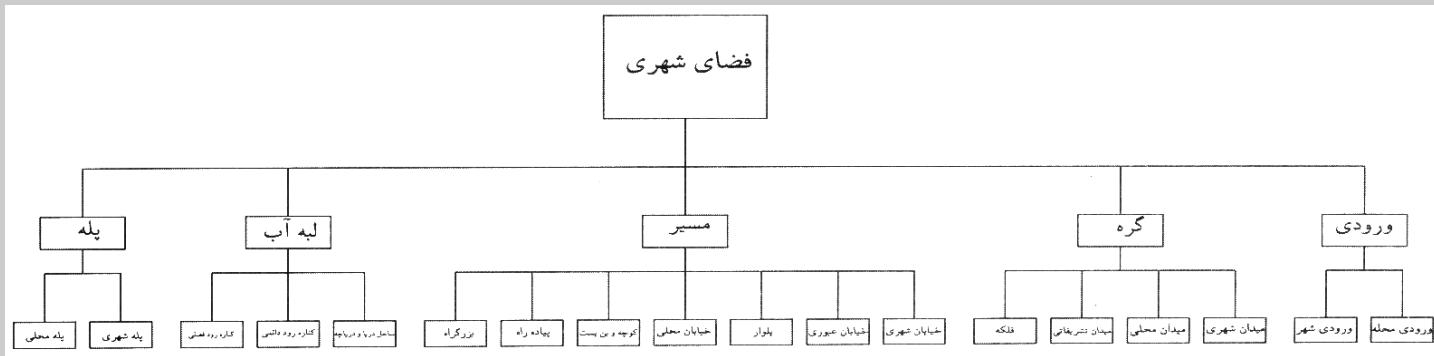 فضای شهری
ورودی
گره
مسیر
لبه آب
پله
ورودی محله
ورودی شهر
میدان شهری
میدان محلی
میدان تشریفاتی
فلکه
خیابان شهری
خیابان عبوری
بلوار
خیابان محلی
کوچه و بن بست
پیاده راه
بزرگراه
ساحل دریا و دریاچه
کناره رود دائمی
کناره رود فصلی
پله شهری
پله محلی